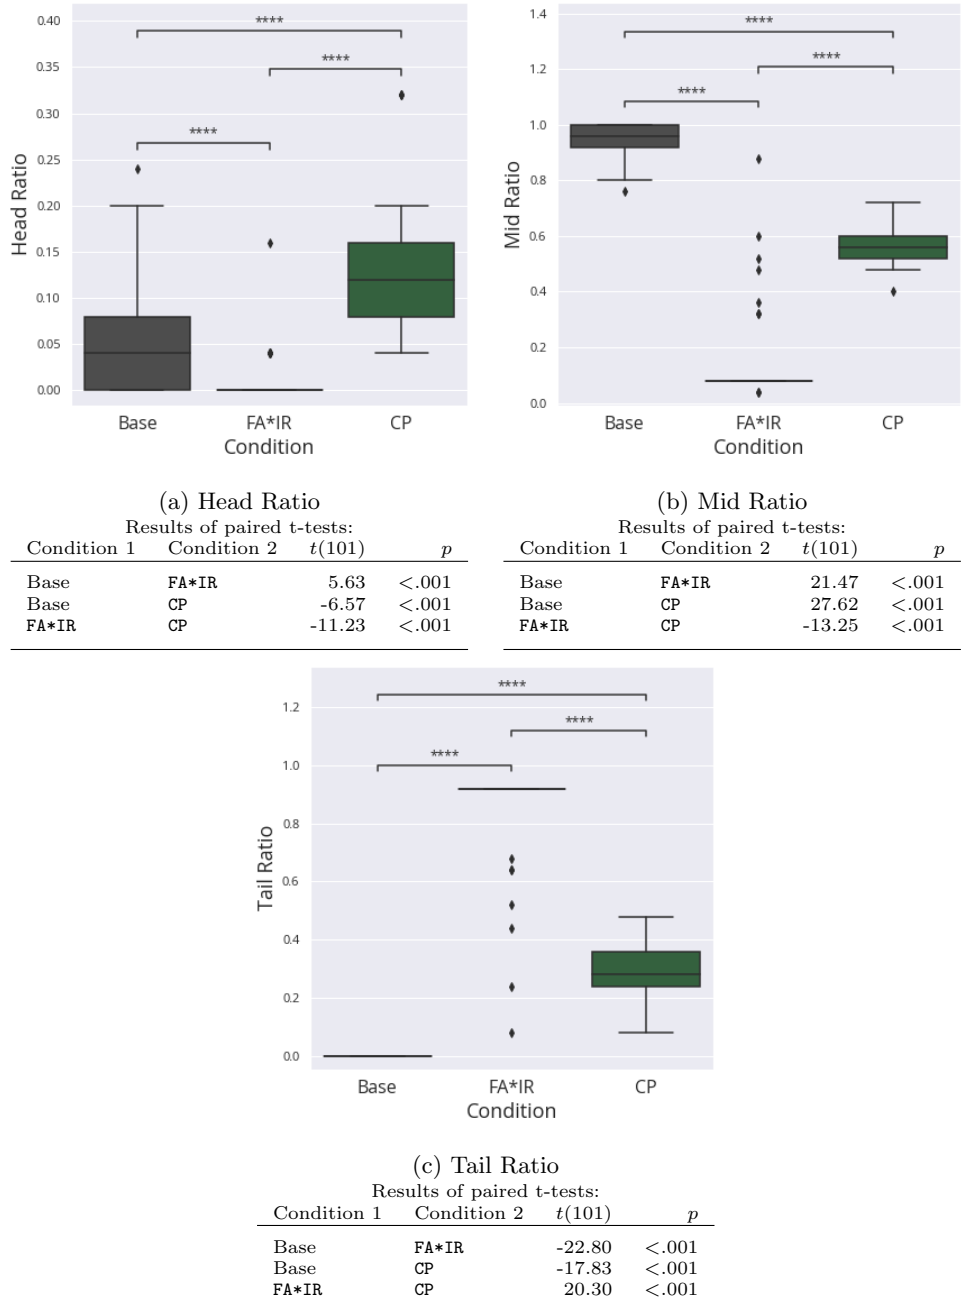 0.40
0.35
0.30
0.25
0.20
0.15
0.10
0.05
0.00
Head Ratio
****
****
****
Base FA*IR CP
Condition
1.4
1.2
1.0
0.8
0.6
0.4
0.2
0.0
Mid Ratio
****
****
****
Base FA*IR CP
Condition
(a) Head Ratio
Results of paired t-tests:
Condition 1 Condition 2 t(101) p
Base FA*IR 5.63 <.001
Base CP -6.57 <.001
FA*IR CP -11.23 <.001
(b) Mid Ratio
Results of paired t-tests:
Condition 1 Condition 2 t(101) p
Base FA*IR 21.47 <.001
Base CP 27.62 <.001
FA*IR CP -13.25 <.001
1.2
1.0
0.8
0.6
0.4
0.2
0.0
Tail Ratio
****
****
****
Base FA*IR CP
Condition
(c) Tail Ratio
Results of paired t-tests:
Condition 1 Condition 2 t(101) p
Base FA*IR -22.80 <.001
Base CP -17.83 <.001
FA*IR CP 20.30 <.001